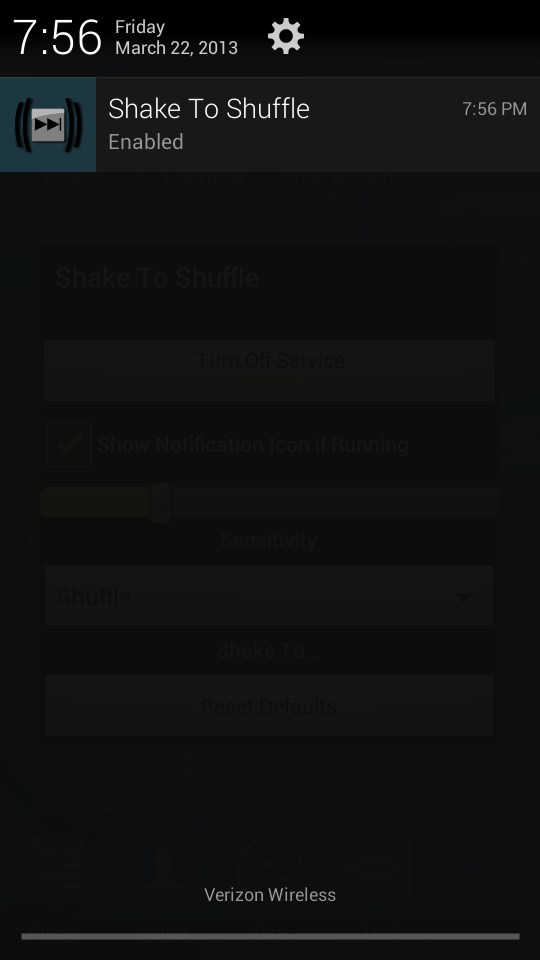 7:56
Friday
March 22, 2013
Shake To Shuffle
7:56 PM
Enabled
Shake To Shuffle
Turn Off Service
Show Notification Icon if Running
Sensitivity
Shuffle
Shake To...
Reset Defaults
Verizon Wireless